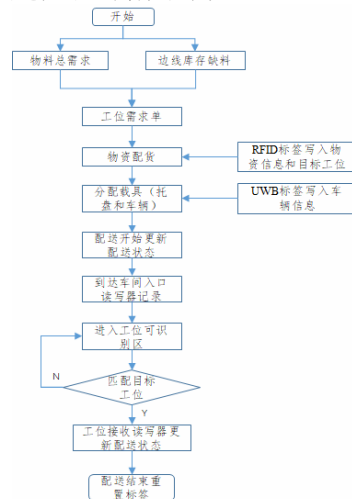 开始
物料总需求
边线库存缺料
工位需求单
物资配货
RFID标签写入物
资信息和目标工位
分配载具（托
盘和车辆）
UWB标签写入车
辆信息
配送开始更新
配送状态
到达车间入口
读写器记录
进入工位可识
别区
N
匹配目标
工位
Y
工位接收读写器更
新配送状态
配送结束重
置标签